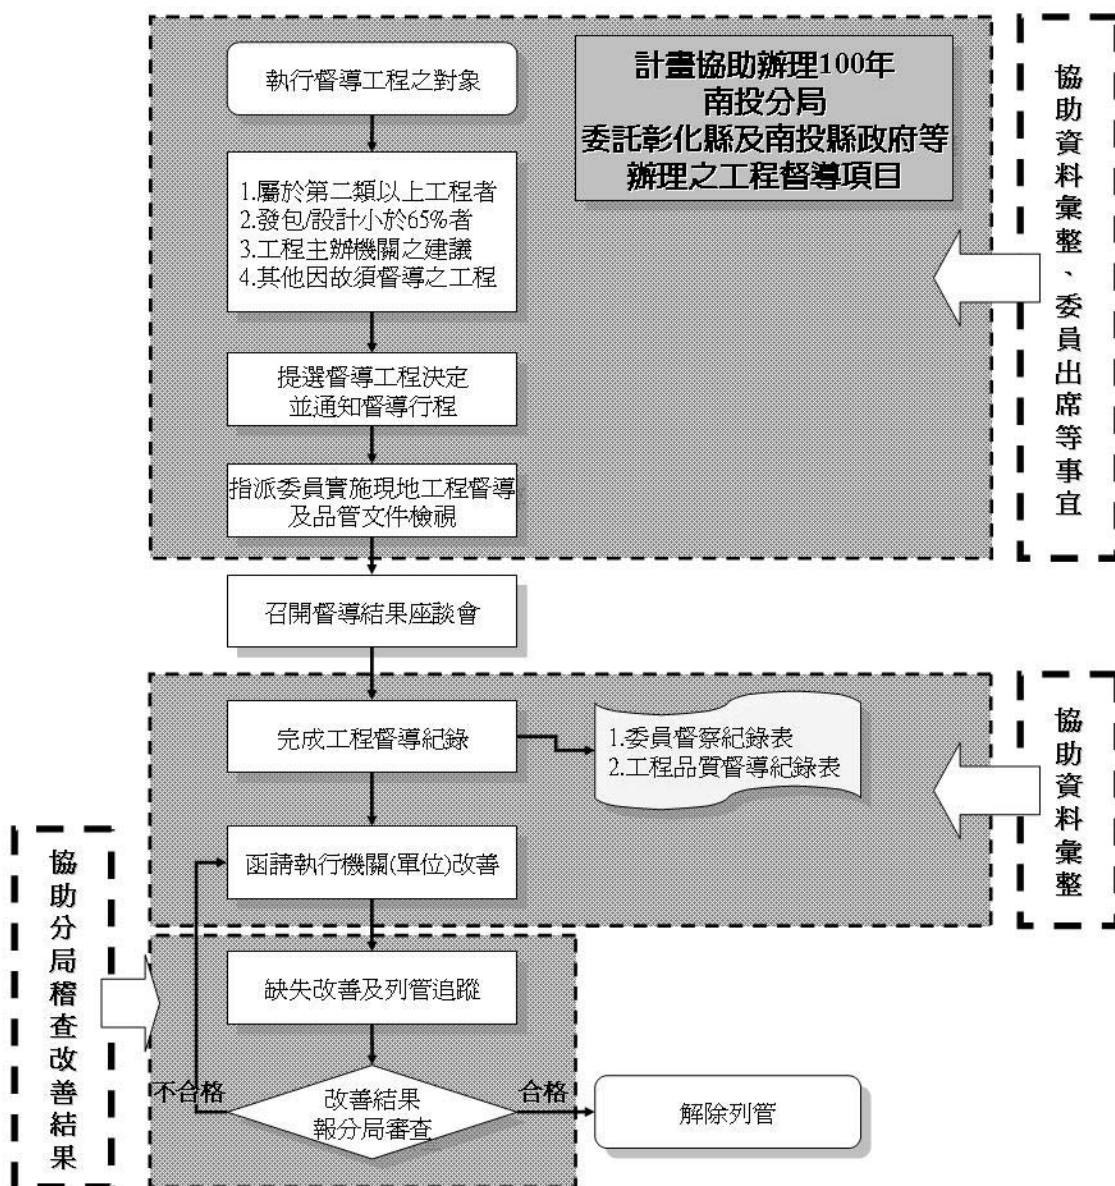 執行督導工程之對象
計畫協助辦理100年
南投分局
委託彰化縣及南投縣政府等
辦理之工程督導項目
1.屬於第二類以上工程者
2.發包/設計小於65%者
3.工程主辦機關之建議
4.其他因故須督導之工程
協助資料彙整、委員出席等事宜
提選督導工程決定
並通知督導行程
指派委員實施現地工程督導
及品管文件檢視
召開督導結果座談會
完成工程督導紀錄
1.委員督察紀錄表
2.工程品質督導紀錄表
協助資料彙整
函請執行機關(單位)改善
協助分局稽查改善結果
缺失改善及列管追蹤
不合格
改善結果
報分局審查
合格
解除列管